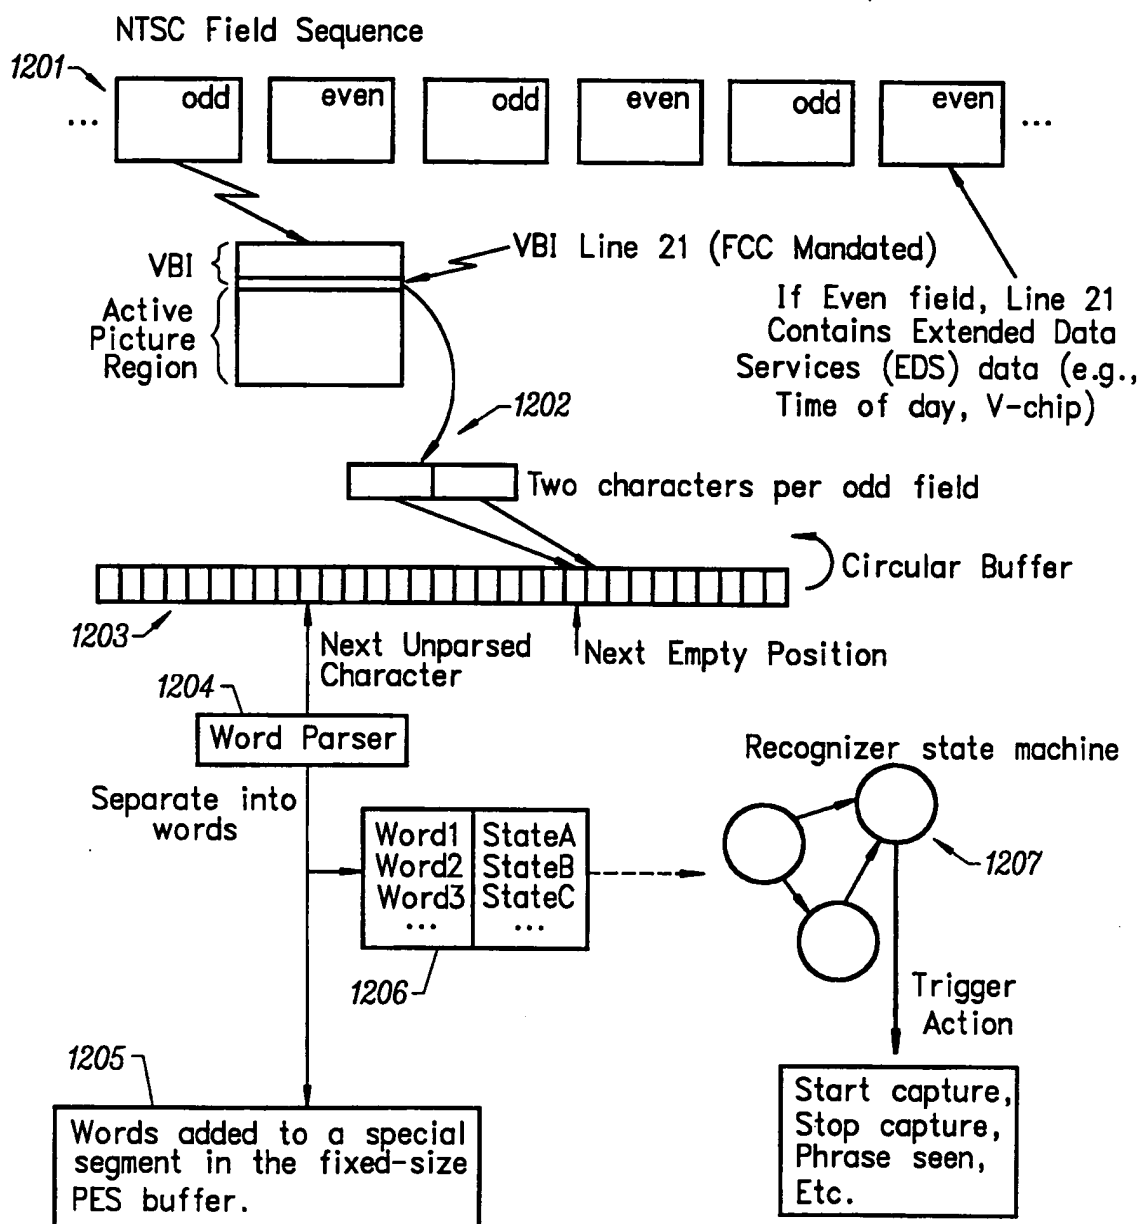 NTSC Field Sequence
1201
odd even odd even odd even
... ...
VBI
VBI Line 21 (FCC Mandated)
Active
Picture
Region
If Even field, Line 21
Contains Extended Data
Services (EDS) data (e.g.,
Time of day, V-chip)
1202
Two characters per odd field
Circular Buffer
1203
Next Unparsed
Character
Next Empty Position
1204
Word Parser
Separate into
words
Word1 StateA
Word2 StateB
Word3 StateC
... ...
1206
Recognizer state machine
1207
Trigger
Action
1205
Words added to a special
segment in the fixed-size
PES buffer.
Start capture,
Stop capture,
Phrase seen,
Etc.